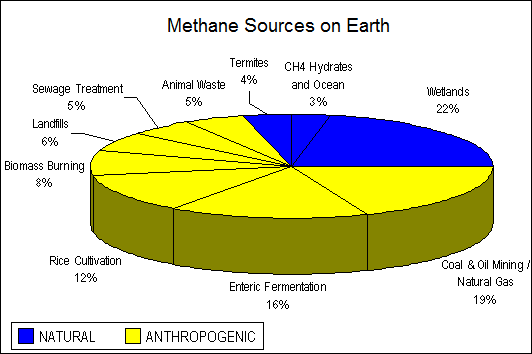 Methane Sources on Earth
Termites
4%
CH4 Hydrates
and Ocean
3%
Wetlands
22%
Animal Waste
5%
Sewage Treatment
5%
Landfills
6%
Biomass Burning
8%
Rice Cultivation
12%
Enteric Fermentation
16%
Coal & Oil Mining /
Natural Gas
19%
NATURAL
ANTHROPOGENIC